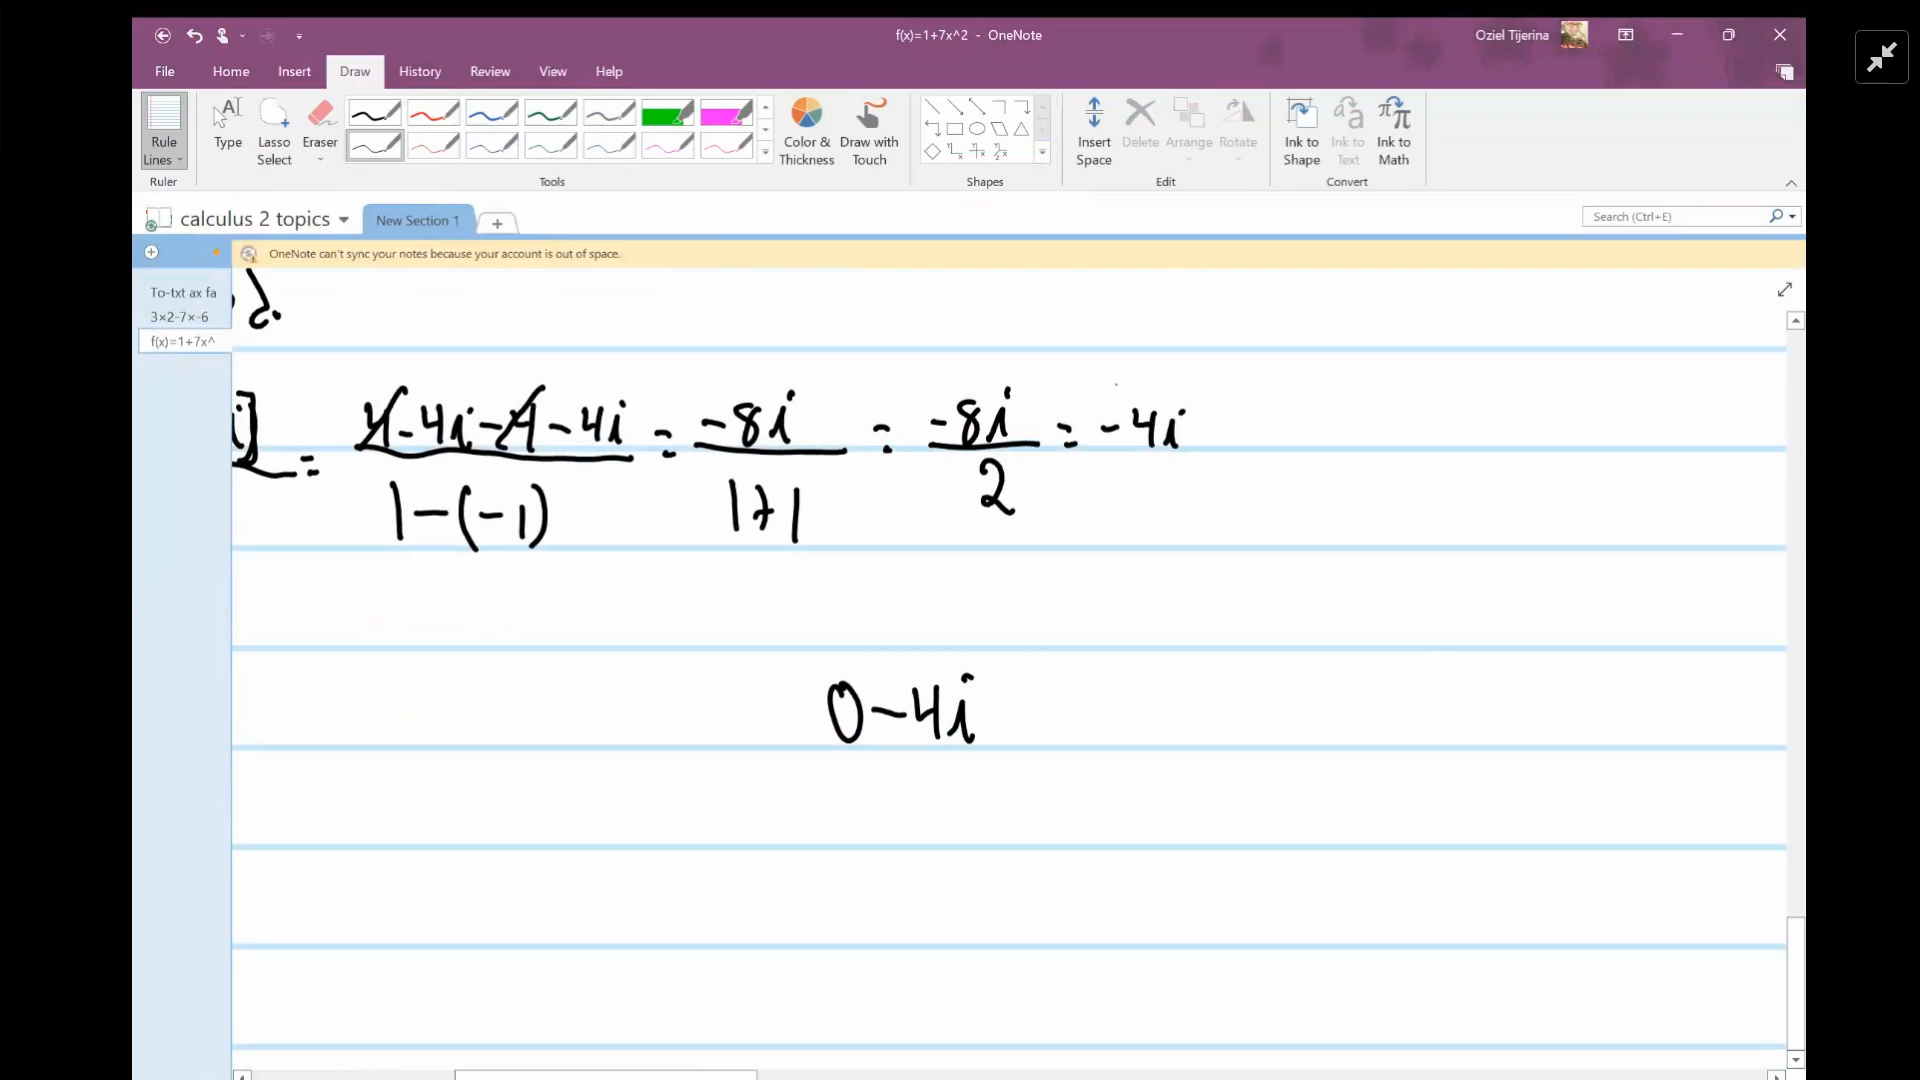 f(x)=1+7x^2 - OneNote
Oziel Tijerina
File Home Insert Draw History Review View Help
Rule Lines
Type
Lasso Select
Eraser
Color & Thickness
Draw with Touch
Insert Space
Delete
Arrange
Rotate
Ink to Shape
Ink to Text
Ink to Math
Ruler
Tools
Shapes
Edit
Convert
calculus 2 topics
New Section 1
Search (Ctrl+E)
OneNote can't sync your notes because your account is out of space.
To-txt ax fa
3×2-7×-6
f(x)=1+7x^
i] = (4-4i-4-4i)/(1-(-1)) = -8i/(1+1) = -8i/2 = -4i
0-4i